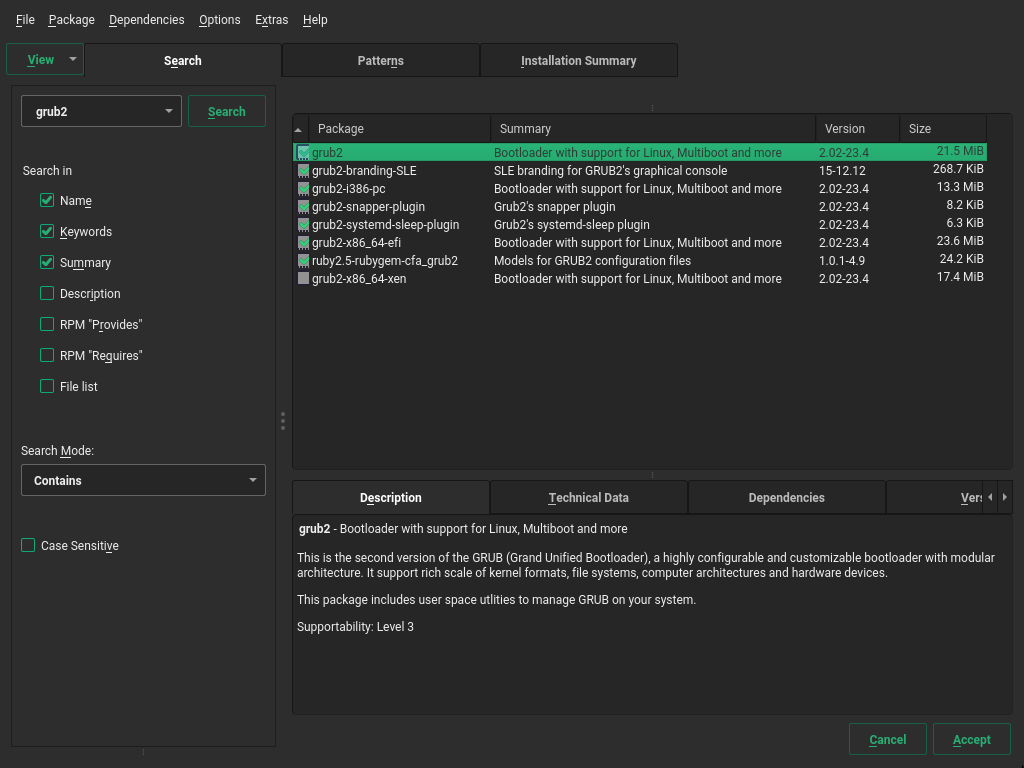 File Package Dependencies Options Extras Help
View Search Patterns Installation Summary
grub2 Search
Search in
Name
Keywords
Summary
Description
RPM "Provides"
RPM "Requires"
File list
Search Mode:
Contains
Case Sensitive
Package Summary Version Size
grub2 Bootloader with support for Linux, Multiboot and more 2.02-23.4 21.5 MiB
grub2-branding-SLE SLE branding for GRUB2's graphical console 15-12.12 268.7 KiB
grub2-i386-pc Bootloader with support for Linux, Multiboot and more 2.02-23.4 13.3 MiB
grub2-snapper-plugin Grub2's snapper plugin 2.02-23.4 8.2 KiB
grub2-systemd-sleep-plugin Grub2's systemd-sleep plugin 2.02-23.4 6.3 KiB
grub2-x86_64-efi Bootloader with support for Linux, Multiboot and more 2.02-23.4 23.6 MiB
ruby2.5-rubygem-cfa_grub2 Models for GRUB2 configuration files 1.0.1-4.9 24.2 KiB
grub2-x86_64-xen Bootloader with support for Linux, Multiboot and more 2.02-23.4 17.4 MiB
Description Technical Data Dependencies Vers
grub2 - Bootloader with support for Linux, Multiboot and more
This is the second version of the GRUB (Grand Unified Bootloader), a highly configurable and customizable bootloader with modular
architecture. It support rich scale of kernel formats, file systems, computer architectures and hardware devices.
This package includes user space utlities to manage GRUB on your system.
Supportability: Level 3
Cancel Accept